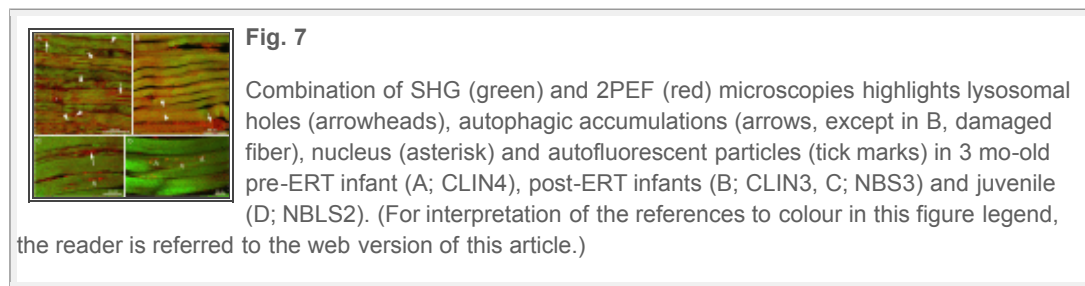 Fig. 7
Combination of SHG (green) and 2PEF (red) microscopies highlights lysosomal
holes (arrowheads), autophagic accumulations (arrows, except in B, damaged
fiber), nucleus (asterisk) and autofluorescent particles (tick marks) in 3 mo-old
pre-ERT infant (A; CLIN4), post-ERT infants (B; CLIN3, C; NBS3) and juvenile
(D; NBLS2). (For interpretation of the references to colour in this figure legend,
the reader is referred to the web version of this article.)